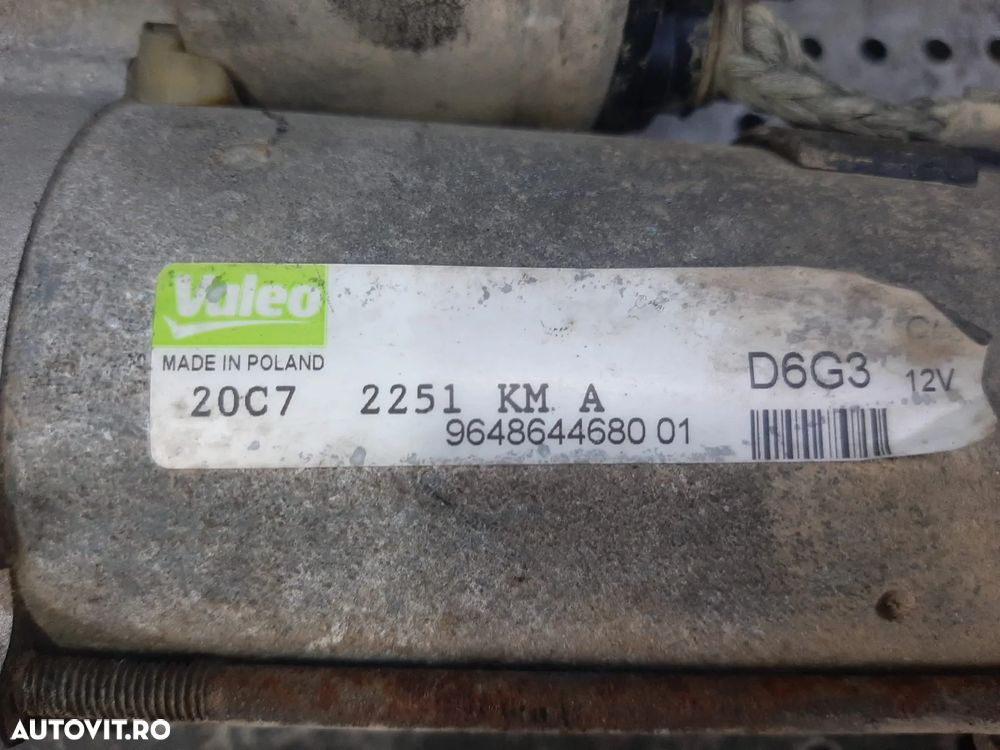 Valeo
MADE IN POLAND
20C7 2251 KM A
9648644680 01
D6G3 12V
AUTOVIT.RO